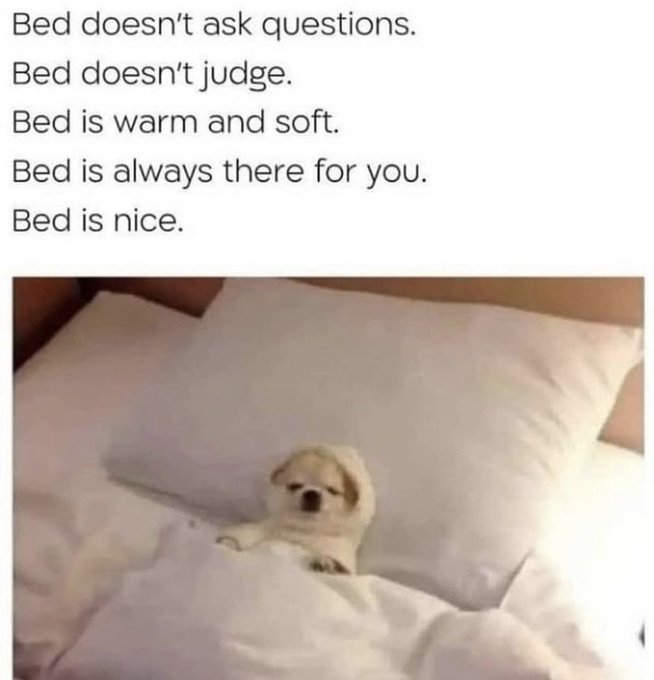 Bed doesn't ask questions.
Bed doesn't judge.
Bed is warm and soft.
Bed is always there for you.
Bed is nice.